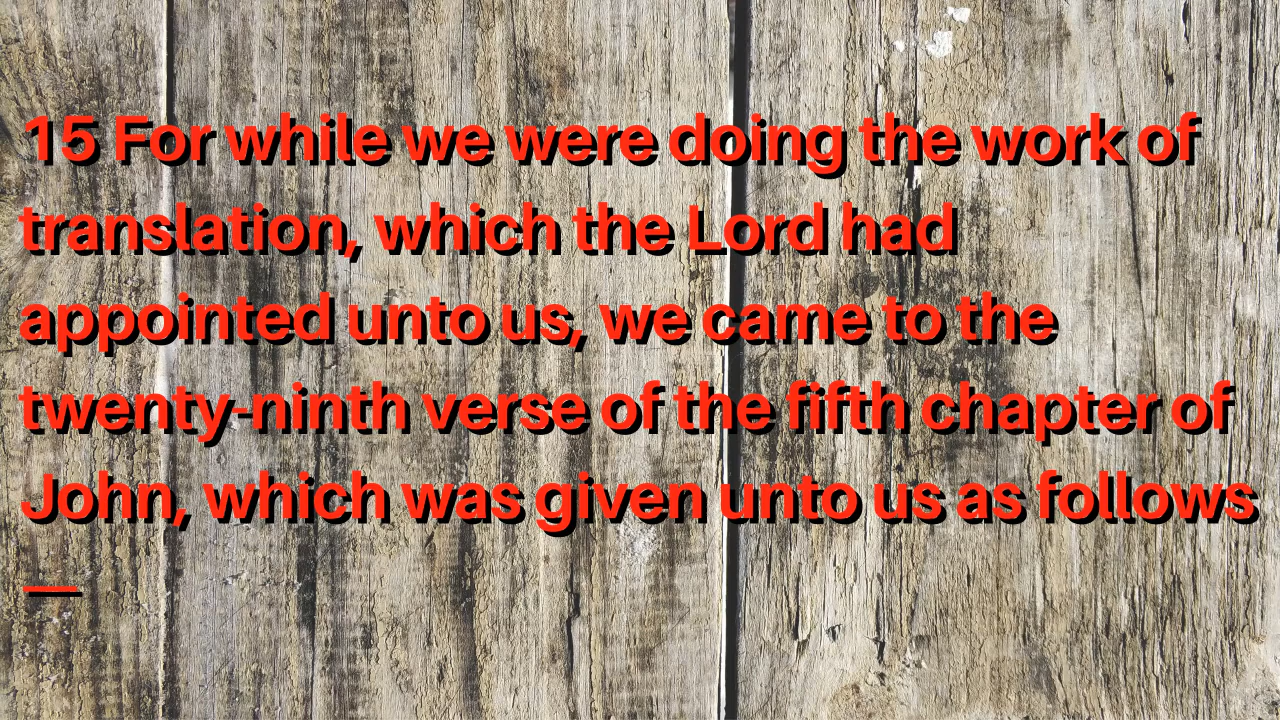 15 For while we were doing the work of
translation, which the Lord had
appointed unto us, we came to the
twenty-ninth verse of the fifth chapter of
John, which was given unto us as follows
—